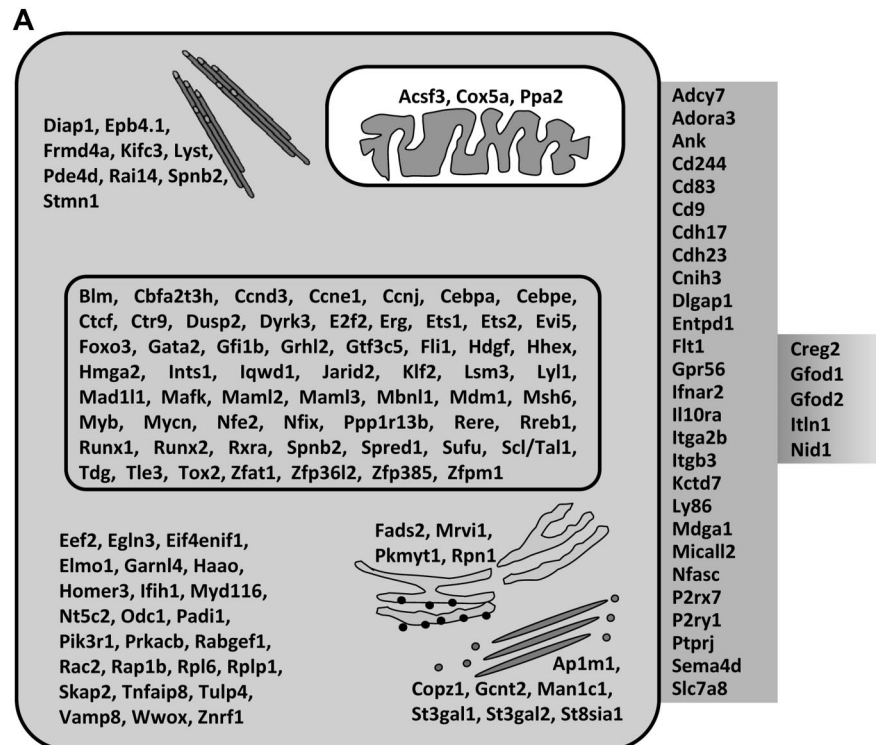 A
Diap1, Epb4.1,
Frmd4a, Kifc3, Lyst,
Pde4d, Rai14, Spnb2,
Stmn1
Acsf3, Cox5a, Ppa2
Blm, Cbfa2t3h, Ccnd3, Ccne1, Ccnj, Cebpa, Cebpe,
Ctcf, Ctr9, Dusp2, Dyrk3, E2f2, Erg, Ets1, Ets2, Evi5,
Foxo3, Gata2, Gfi1b, Grhl2, Gtf3c5, Fli1, Hdgf, Hhex,
Hmga2, Ints1, Iqwd1, Jarid2, Klf2, Lsm3, Lyl1,
Mad1l1, Mafk, Maml2, Maml3, Mbnl1, Mdm1, Msh6,
Myb, Mycn, Nfe2, Nfix, Ppp1r13b, Rere, Rreb1,
Runx1, Runx2, Rxra, Spnb2, Spred1, Sufu, Scl/Tal1,
Tdg, Tle3, Tox2, Zfat1, Zfp36l2, Zfp385, Zfpm1
Eef2, Egln3, Eif4enif1,
Elmo1, Garnl4, Haao,
Homer3, Ifih1, Myd116,
Nt5c2, Odc1, Padi1,
Pik3r1, Prkacb, Rabgef1,
Rac2, Rap1b, Rpl6, Rplp1,
Skap2, Tnfaip8, Tulp4,
Vamp8, Wwox, Znrf1
Fads2, Mrvi1,
Pkmyt1, Rpn1
Ap1m1,
Copz1, Gcnt2, Man1c1,
St3gal1, St3gal2, St8sia1
Adcy7
Adora3
Ank
Cd244
Cd83
Cd9
Cdh17
Cdh23
Cnih3
Dlgap1
Entpd1
Flt1
Gpr56
Ifnar2
Il10ra
Itga2b
Itgb3
Kctd7
Ly86
Mdga1
Micall2
Nfasc
P2rx7
P2ry1
Ptprj
Sema4d
Slc7a8
Creg2
Gfod1
Gfod2
Itln1
Nid1